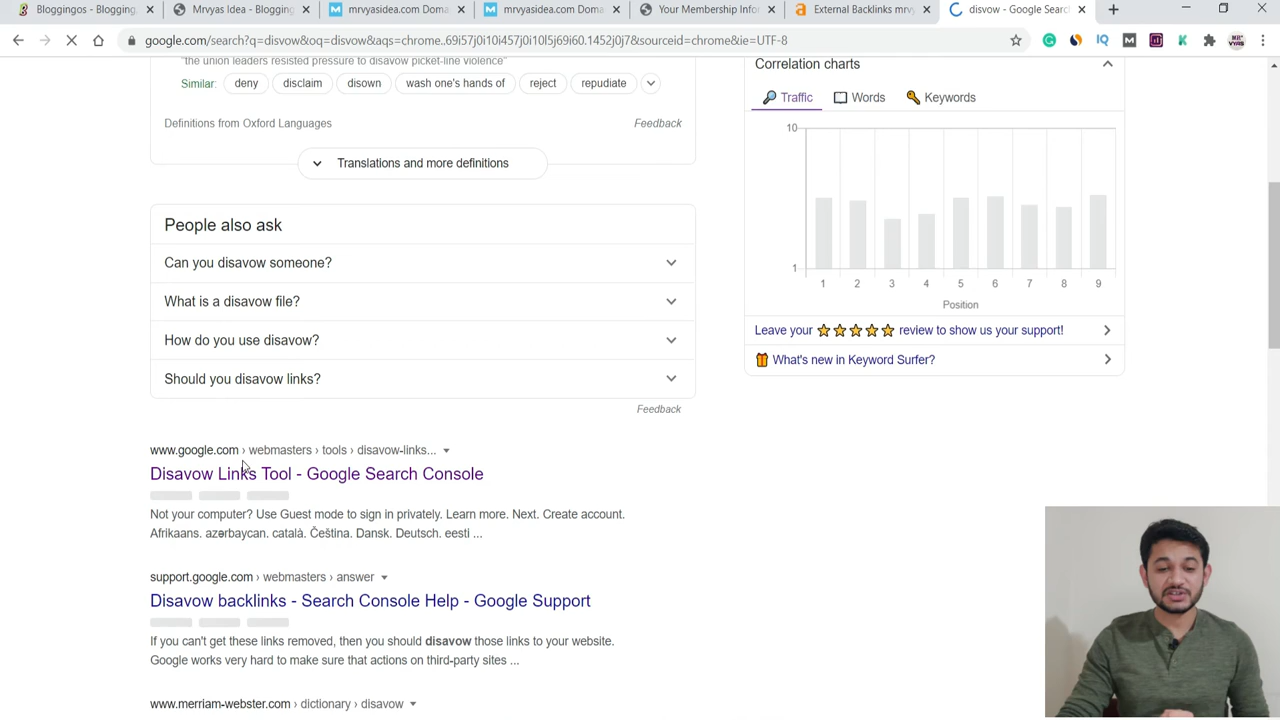 Bloggingos - Blogging,
Mrvyas Idea - Blogging
mrvyasidea.com Doma
mrvyasidea.com Doma
Your Membership Infor
External Backlinks mrv
disvow - Google Searc
google.com/search?q=disvow&oq=disvow&aqs=chrome..69i57j0i10i457j0i10l5j69i60.1452j0j7&sourceid=chrome&ie=UTF-8
"the union leaders resisted pressure to disavow picket-line violence"
Similar: deny disclaim disown wash one's hands of reject repudiate
Definitions from Oxford Languages
Feedback
Translations and more definitions
People also ask
Can you disavow someone?
What is a disavow file?
How do you use disavow?
Should you disavow links?
Feedback
www.google.com › webmasters › tools › disavow-links...
Disavow Links Tool - Google Search Console
Not your computer? Use Guest mode to sign in privately. Learn more. Next. Create account.
Afrikaans. azərbaycan. català. Čeština. Dansk. Deutsch. eesti ...
support.google.com › webmasters › answer
Disavow backlinks - Search Console Help - Google Support
If you can't get these links removed, then you should disavow those links to your website.
Google works very hard to make sure that actions on third-party sites ...
www.merriam-webster.com › dictionary › disavow
Correlation charts
Traffic Words Keywords
10
1
1 2 3 4 5 6 7 8 9
Position
Leave your review to show us your support!
What's new in Keyword Surfer?